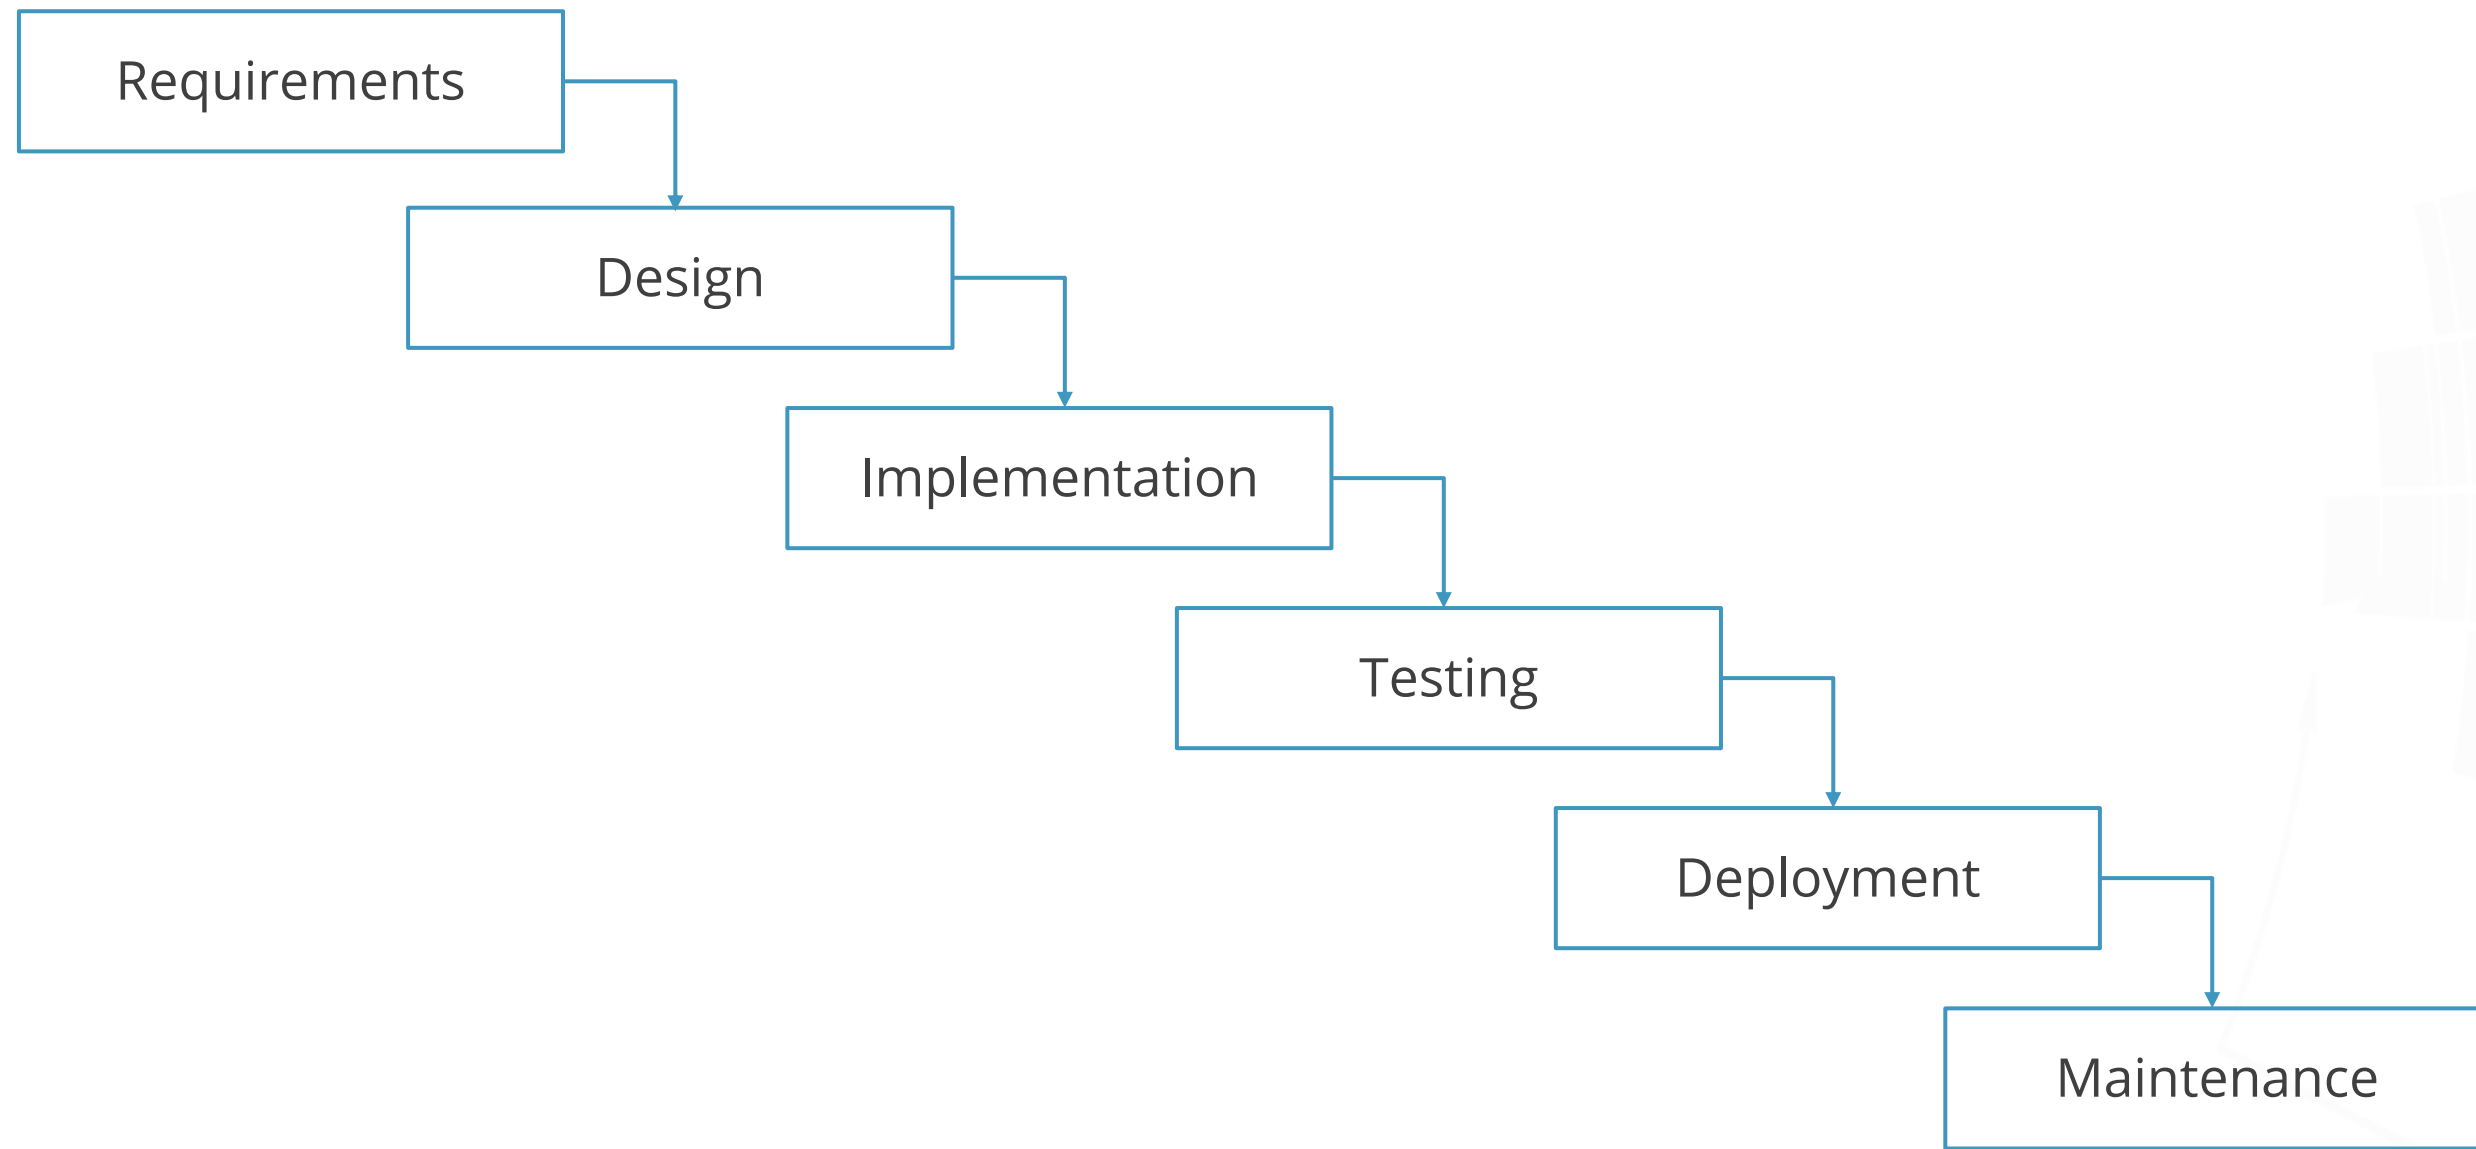 Requirements
Design
Implementation
Testing
Deployment
Maintenance